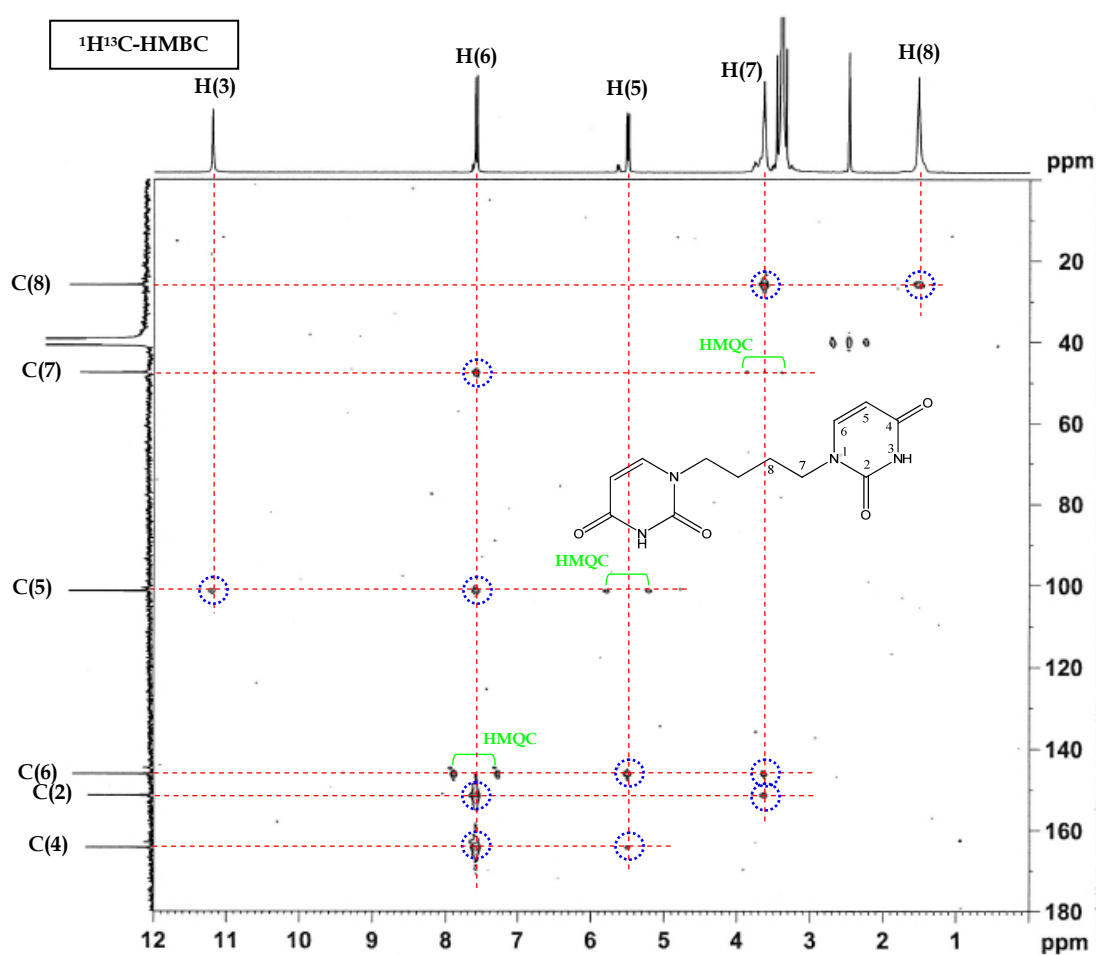 ¹H¹³C-HMBC
H(3)
H(6)
H(5)
H(7)
H(8)
ppm
C(8)
20
HMQC
40
C(7)
60
5
O
6
4
8
7
N
1
3
NH
N
2
80
O
O
N
H
O
HMQC
C(5)
100
120
HMQC
140
C(6)
C(2)
C(4)
160
180
12 11 10 9 8 7 6 5 4 3 2 1 ppm